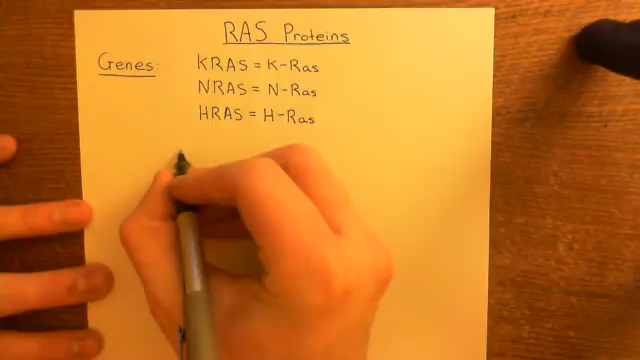 RAS Proteins
Genes: KRAS = K-Ras
NRAS = N-Ras
HRAS = H-Ras